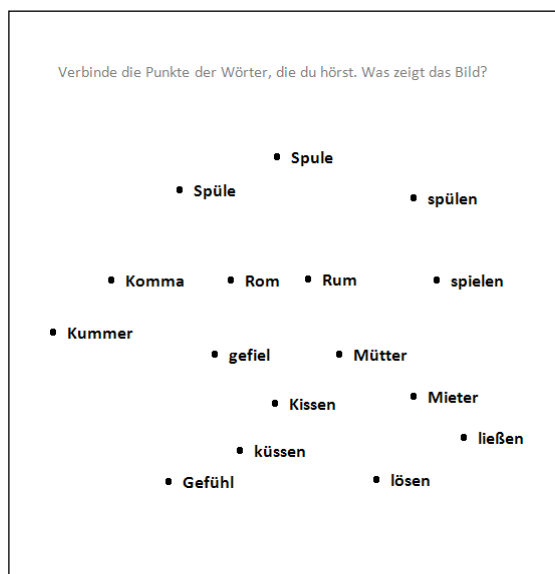 Verbinde die Punkte der Wörter, die du hörst. Was zeigt das Bild?
Spule
Spüle
spülen
Komma
Rom
Rum
spielen
Kummer
gefiel
Mütter
Kissen
Mieter
ließen
küssen
Gefühl
lösen